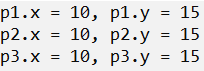 p1.x = 10, p1.y = 15
p2.x = 10, p2.y = 15
p3.x = 10, p3.y = 15